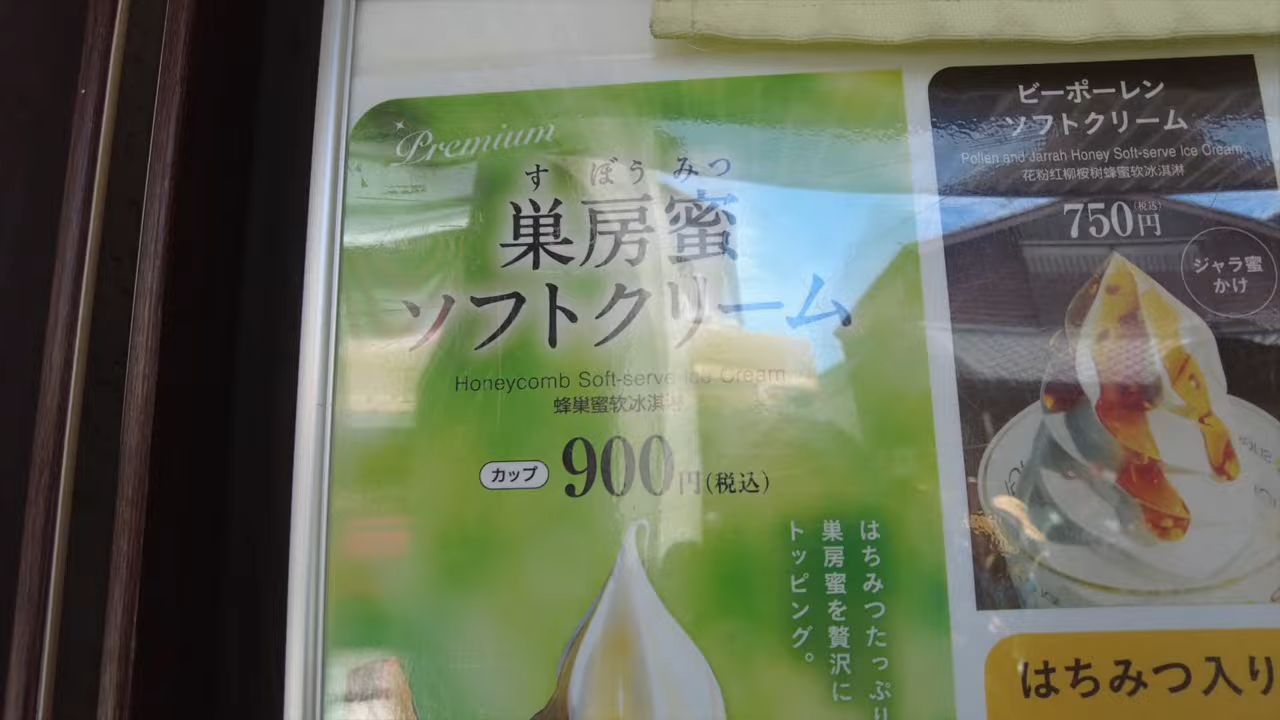 Premium
す ぼう みつ
巣房蜜
ソフトクリーム
Honeycomb Soft-serve Ice Cream
蜂巣蜜软冰淇淋
カップ 900円(税込)
はちみつたっぷり
巣房蜜を贅沢に
トッピング。
ビーポーレン
ソフトクリーム
Pollen and Jarrah Honey Soft-serve Ice Cream
花粉红柳桉树蜂蜜软冰淇淋
750円(税込)
ジャラ蜜
かけ
はちみつ入り